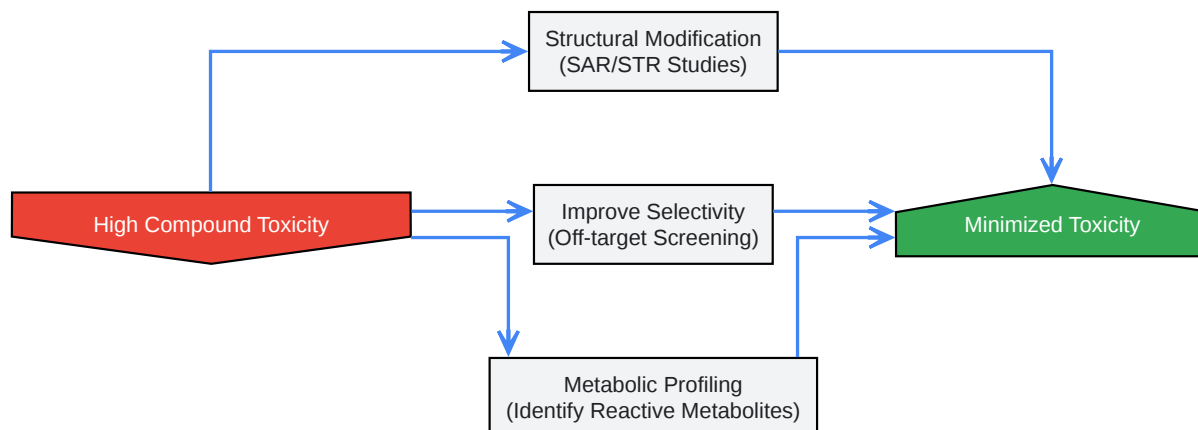 Structural Modification
(SAR/STR Studies)
High Compound Toxicity
Improve Selectivity
(Off-target Screening)
Minimized Toxicity
Metabolic Profiling
(Identify Reactive Metabolites)